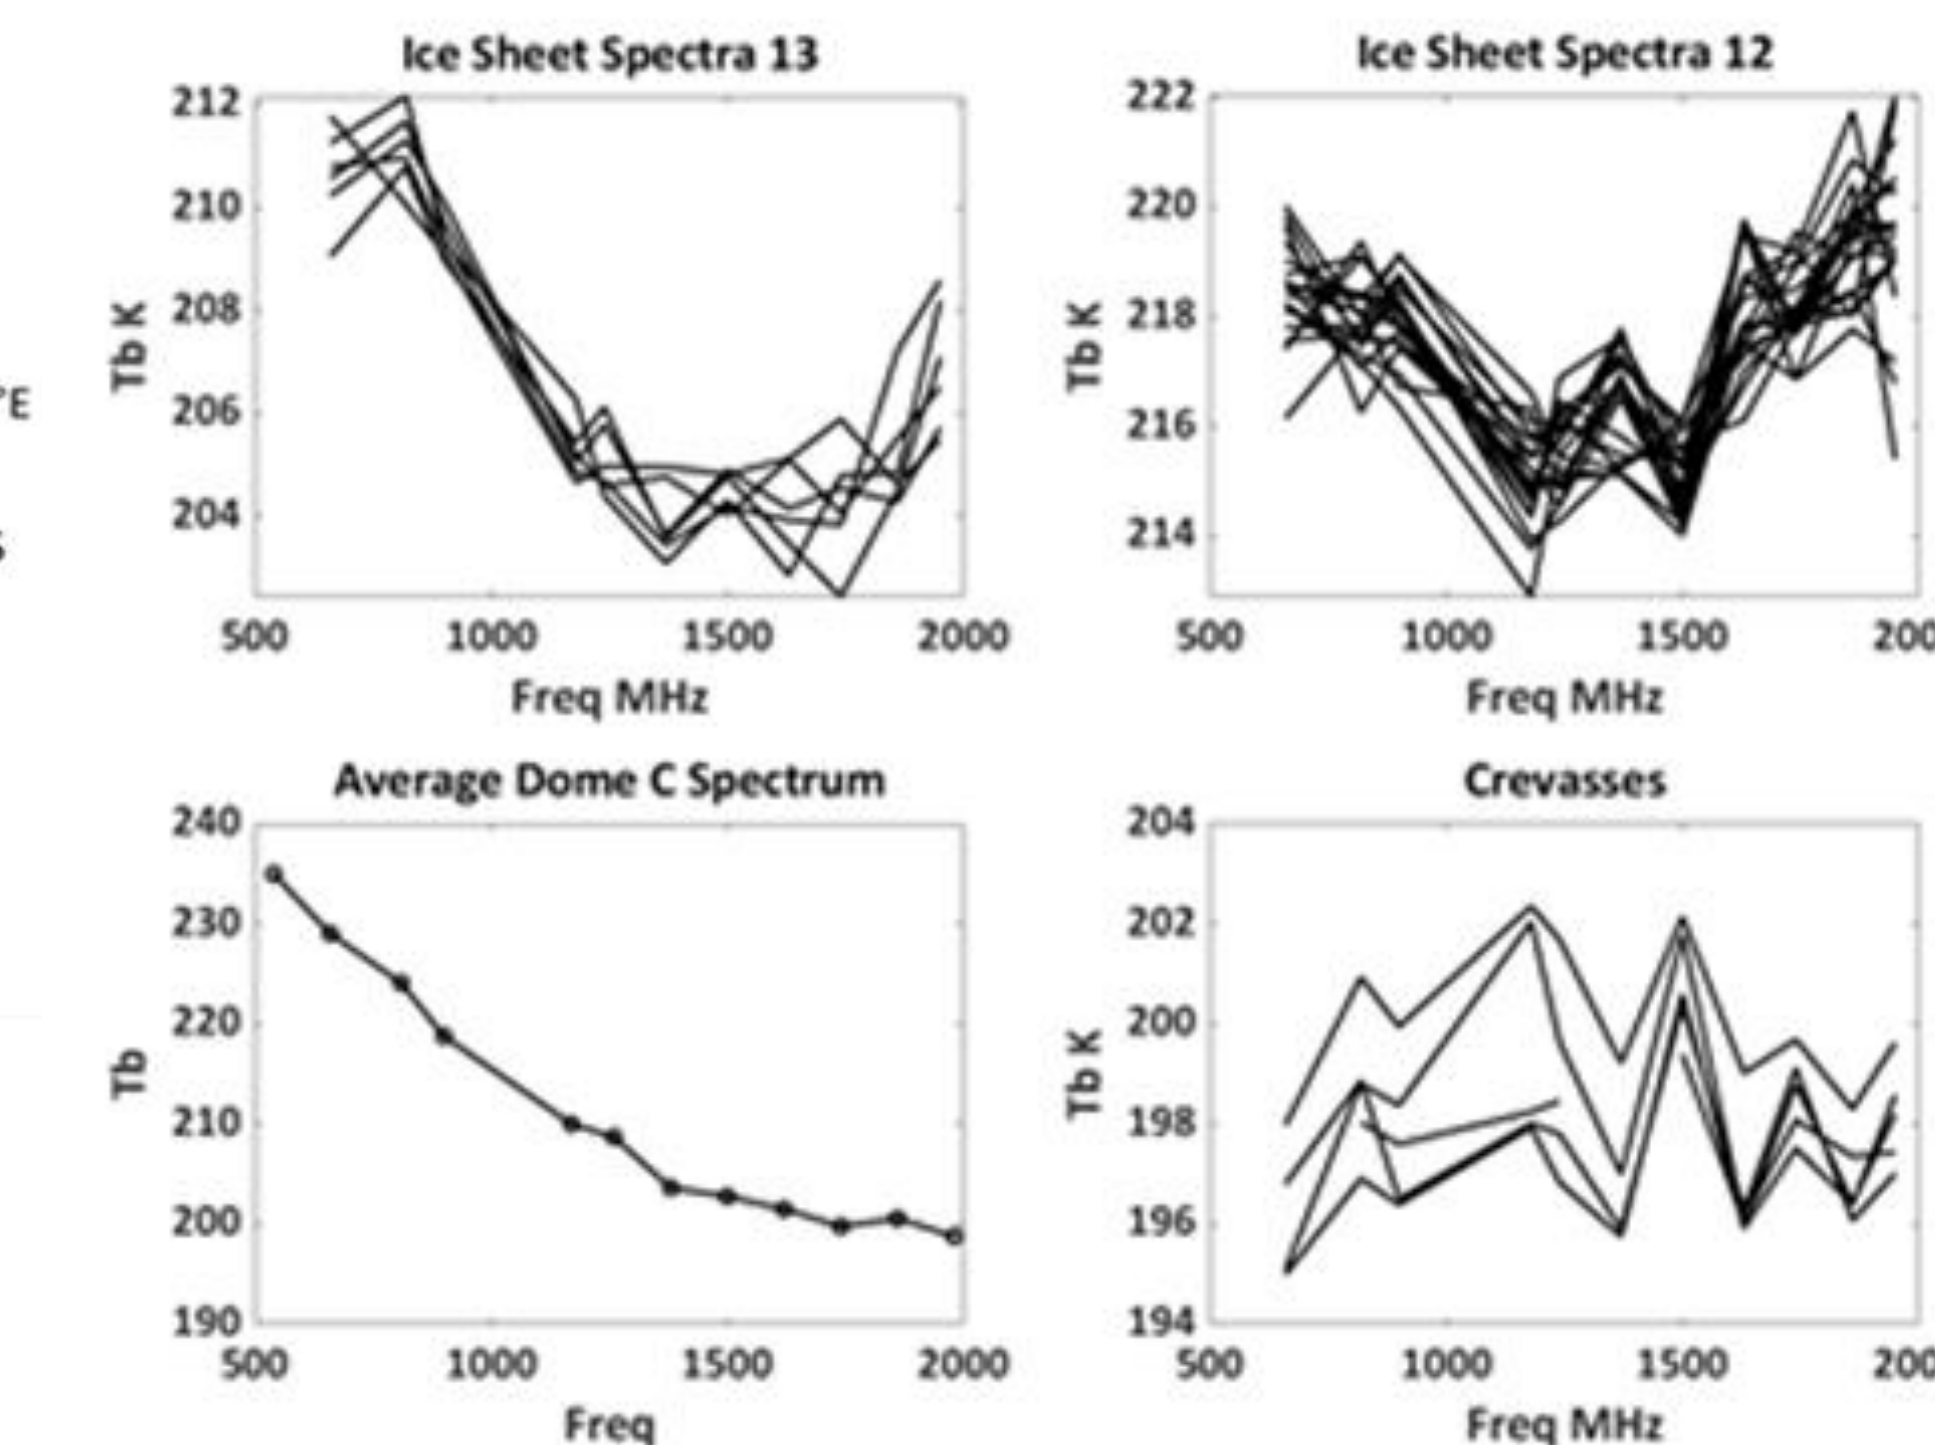 Ice Sheet Spectra 13
212
210
208
206
204
Tb K
500 1000 1500 2000
Freq MHz
Ice Sheet Spectra 12
222
220
218
216
214
Tb K
500 1000 1500 200
Freq MHz
°E
Average Dome C Spectrum
240
230
220
210
200
190
Tb
500 1000 1500 2000
Freq
Crevasses
204
202
200
198
196
194
Tb K
500 1000 1500 200
Freq MHz